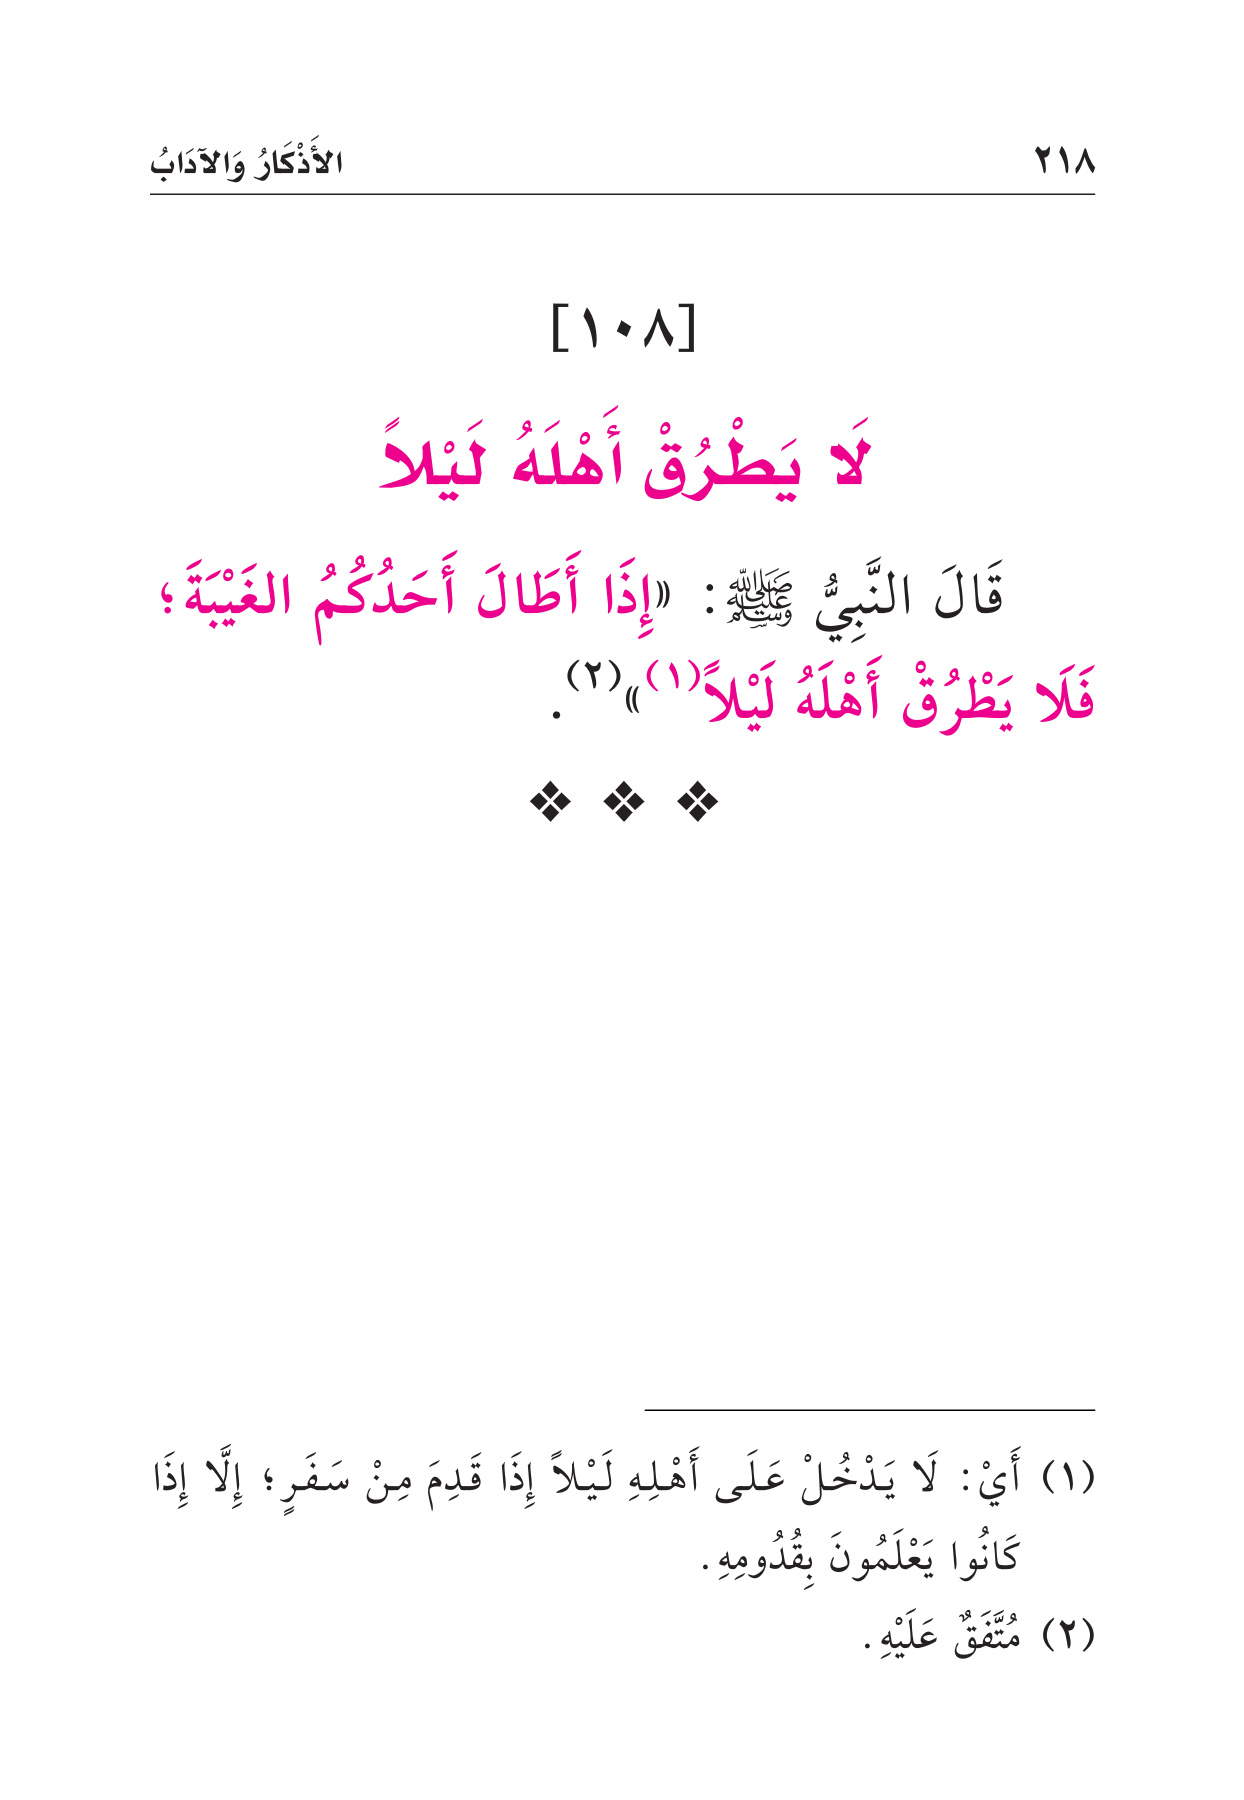 ٢١٨ الأَذْكَارُ وَالآدَابُ
[١٠٨]
لَا يَطْرُقْ أَهْلَهُ لَيْلاً
قَالَ النَّبِيُّ ﷺ: «إِذَا أَطَالَ أَحَدُكُمُ الغَيْبَةَ؛
فَلَا يَطْرُقْ أَهْلَهُ لَيْلاً(١)»(٢).
(١) أَيْ: لَا يَدْخُلْ عَلَى أَهْلِهِ لَيْلاً إِذَا قَدِمَ مِنْ سَفَرٍ؛ إِلَّا إِذَا
كَانُوا يَعْلَمُونَ بِقُدُومِهِ.
(٢) مُتَّفَقٌ عَلَيْهِ.